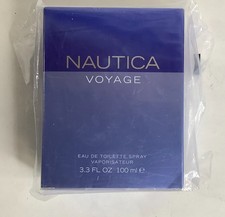 NAUTICA
VOYAGE
EAU DE TOILETTE SPRAY
VAPORISATEUR
3.3 FL OZ 100 ml ℮